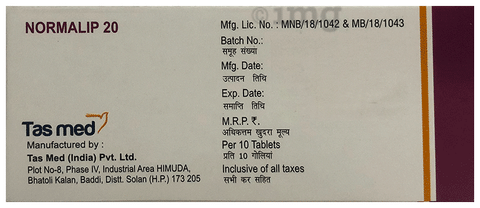 NORMALIP 20
Tas med
Manufactured by :
Tas Med (India) Pvt. Ltd.
Plot No-8, Phase IV, Industrial Area HIMUDA,
Bhatoli Kalan, Baddi, Distt. Solan (H.P.) 173 205
1mg
Mfg. Lic. No. : MNB/18/1042 & MB/18/1043
Batch No.:
समूह संख्या
Mfg. Date:
उत्पादन तिथि
Exp. Date:
समाप्ति तिथि
M.R.P. ₹.
अधिकत्तम खुदरा मूल्य
Per 10 Tablets
प्रति 10 गोलियां
Inclusive of all taxes
सभी कर सहित